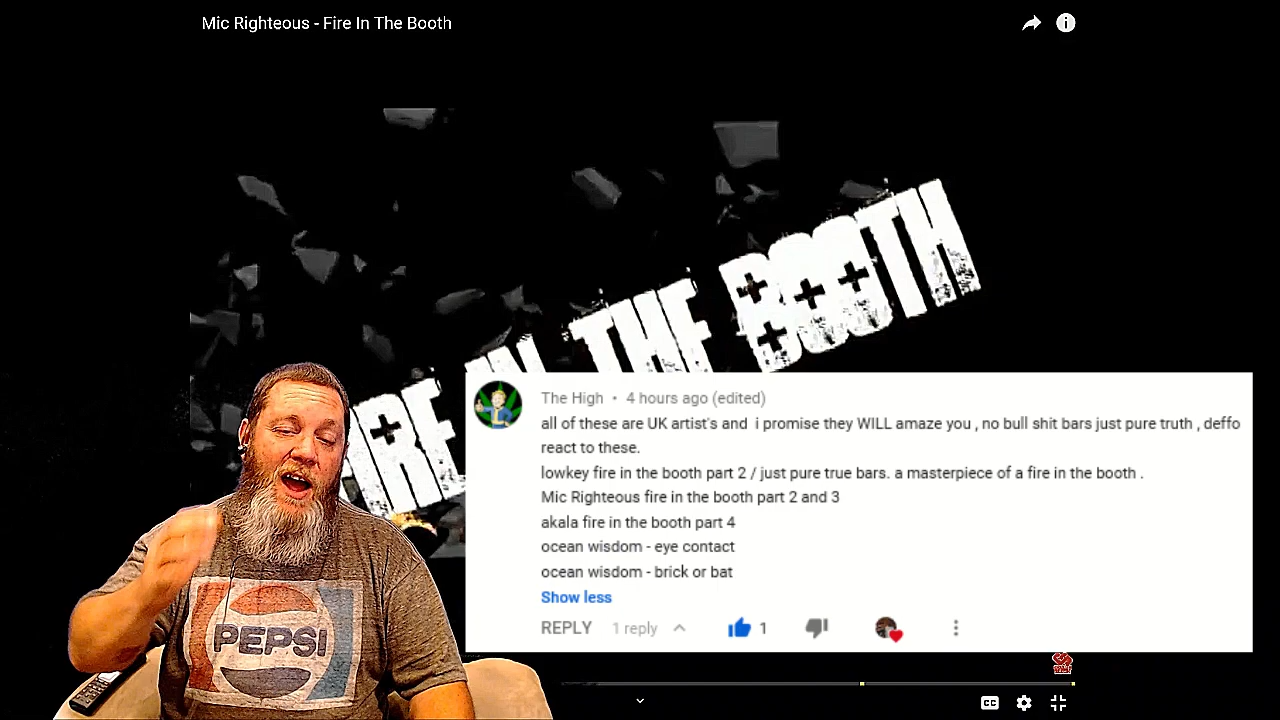 Mic Righteous - Fire In The Booth
FIRE IN THE BOOTH
The High • 4 hours ago (edited)
all of these are UK artist's and i promise they WILL amaze you , no bull shit bars just pure truth , deffo
react to these.
lowkey fire in the booth part 2 / just pure true bars. a masterpiece of a fire in the booth .
Mic Righteous fire in the booth part 2 and 3
akala fire in the booth part 4
ocean wisdom - eye contact
ocean wisdom - brick or bat
Show less
REPLY 1 reply 1
PEPSI
CC